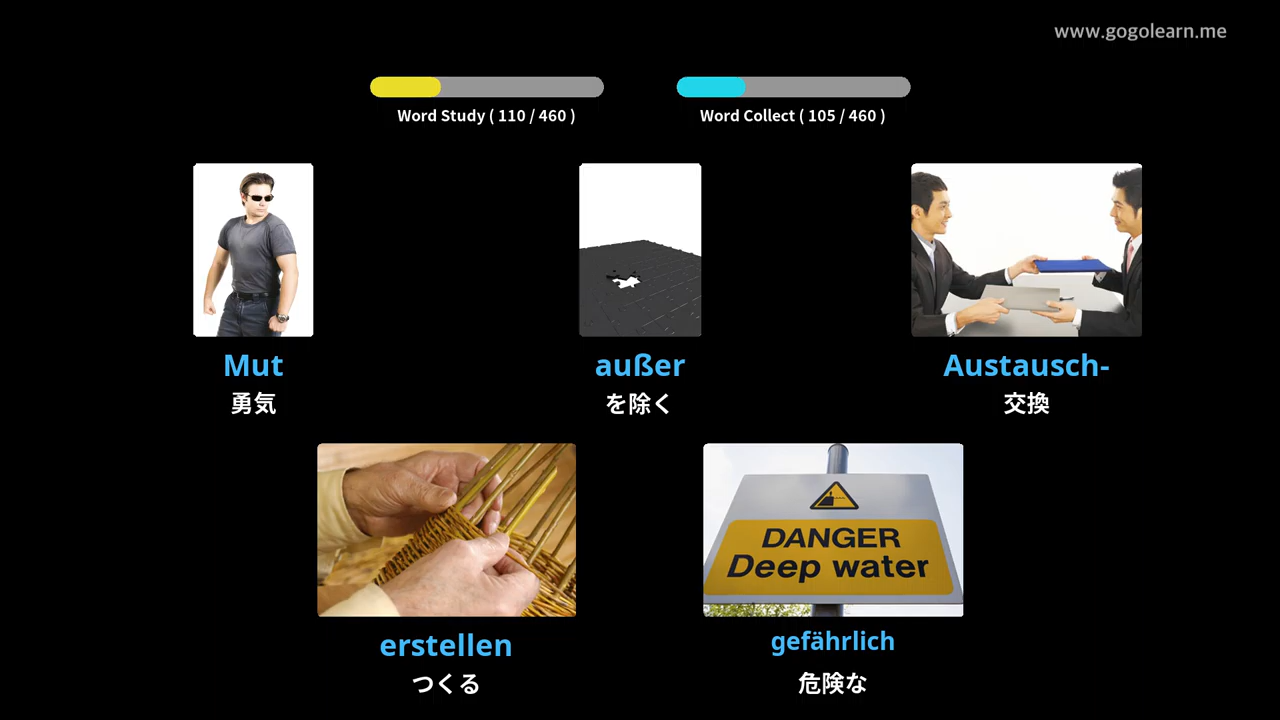 www.gogolearn.me
Word Study ( 110 / 460 )
Word Collect ( 105 / 460 )
Mut
勇気
außer
を除く
Austausch-
交換
DANGER
Deep water
erstellen
つくる
gefährlich
危険な